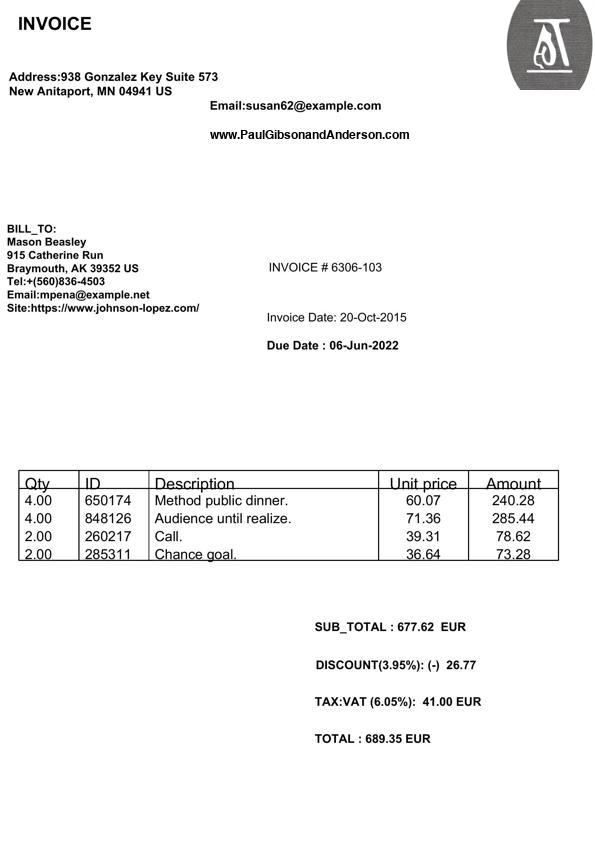 INVOICE
Address:938 Gonzalez Key Suite 573
New Anitaport, MN 04941 US
Email:susan62@example.com
www.PaulGibsonandAnderson.com
BILL_TO:
Mason Beasley
915 Catherine Run
Braymouth, AK 39352 US
Tel:+(560)836-4503
Email:mpena@example.net
Site:https://www.johnson-lopez.com/
INVOICE # 6306-103
Invoice Date: 20-Oct-2015
Due Date : 06-Jun-2022
Qty ID Description Unit price Amount
4.00 650174 Method public dinner. 60.07 240.28
4.00 848126 Audience until realize. 71.36 285.44
2.00 260217 Call. 39.31 78.62
2.00 285311 Chance goal. 36.64 73.28
SUB_TOTAL : 677.62 EUR
DISCOUNT(3.95%): (-) 26.77
TAX:VAT (6.05%): 41.00 EUR
TOTAL : 689.35 EUR